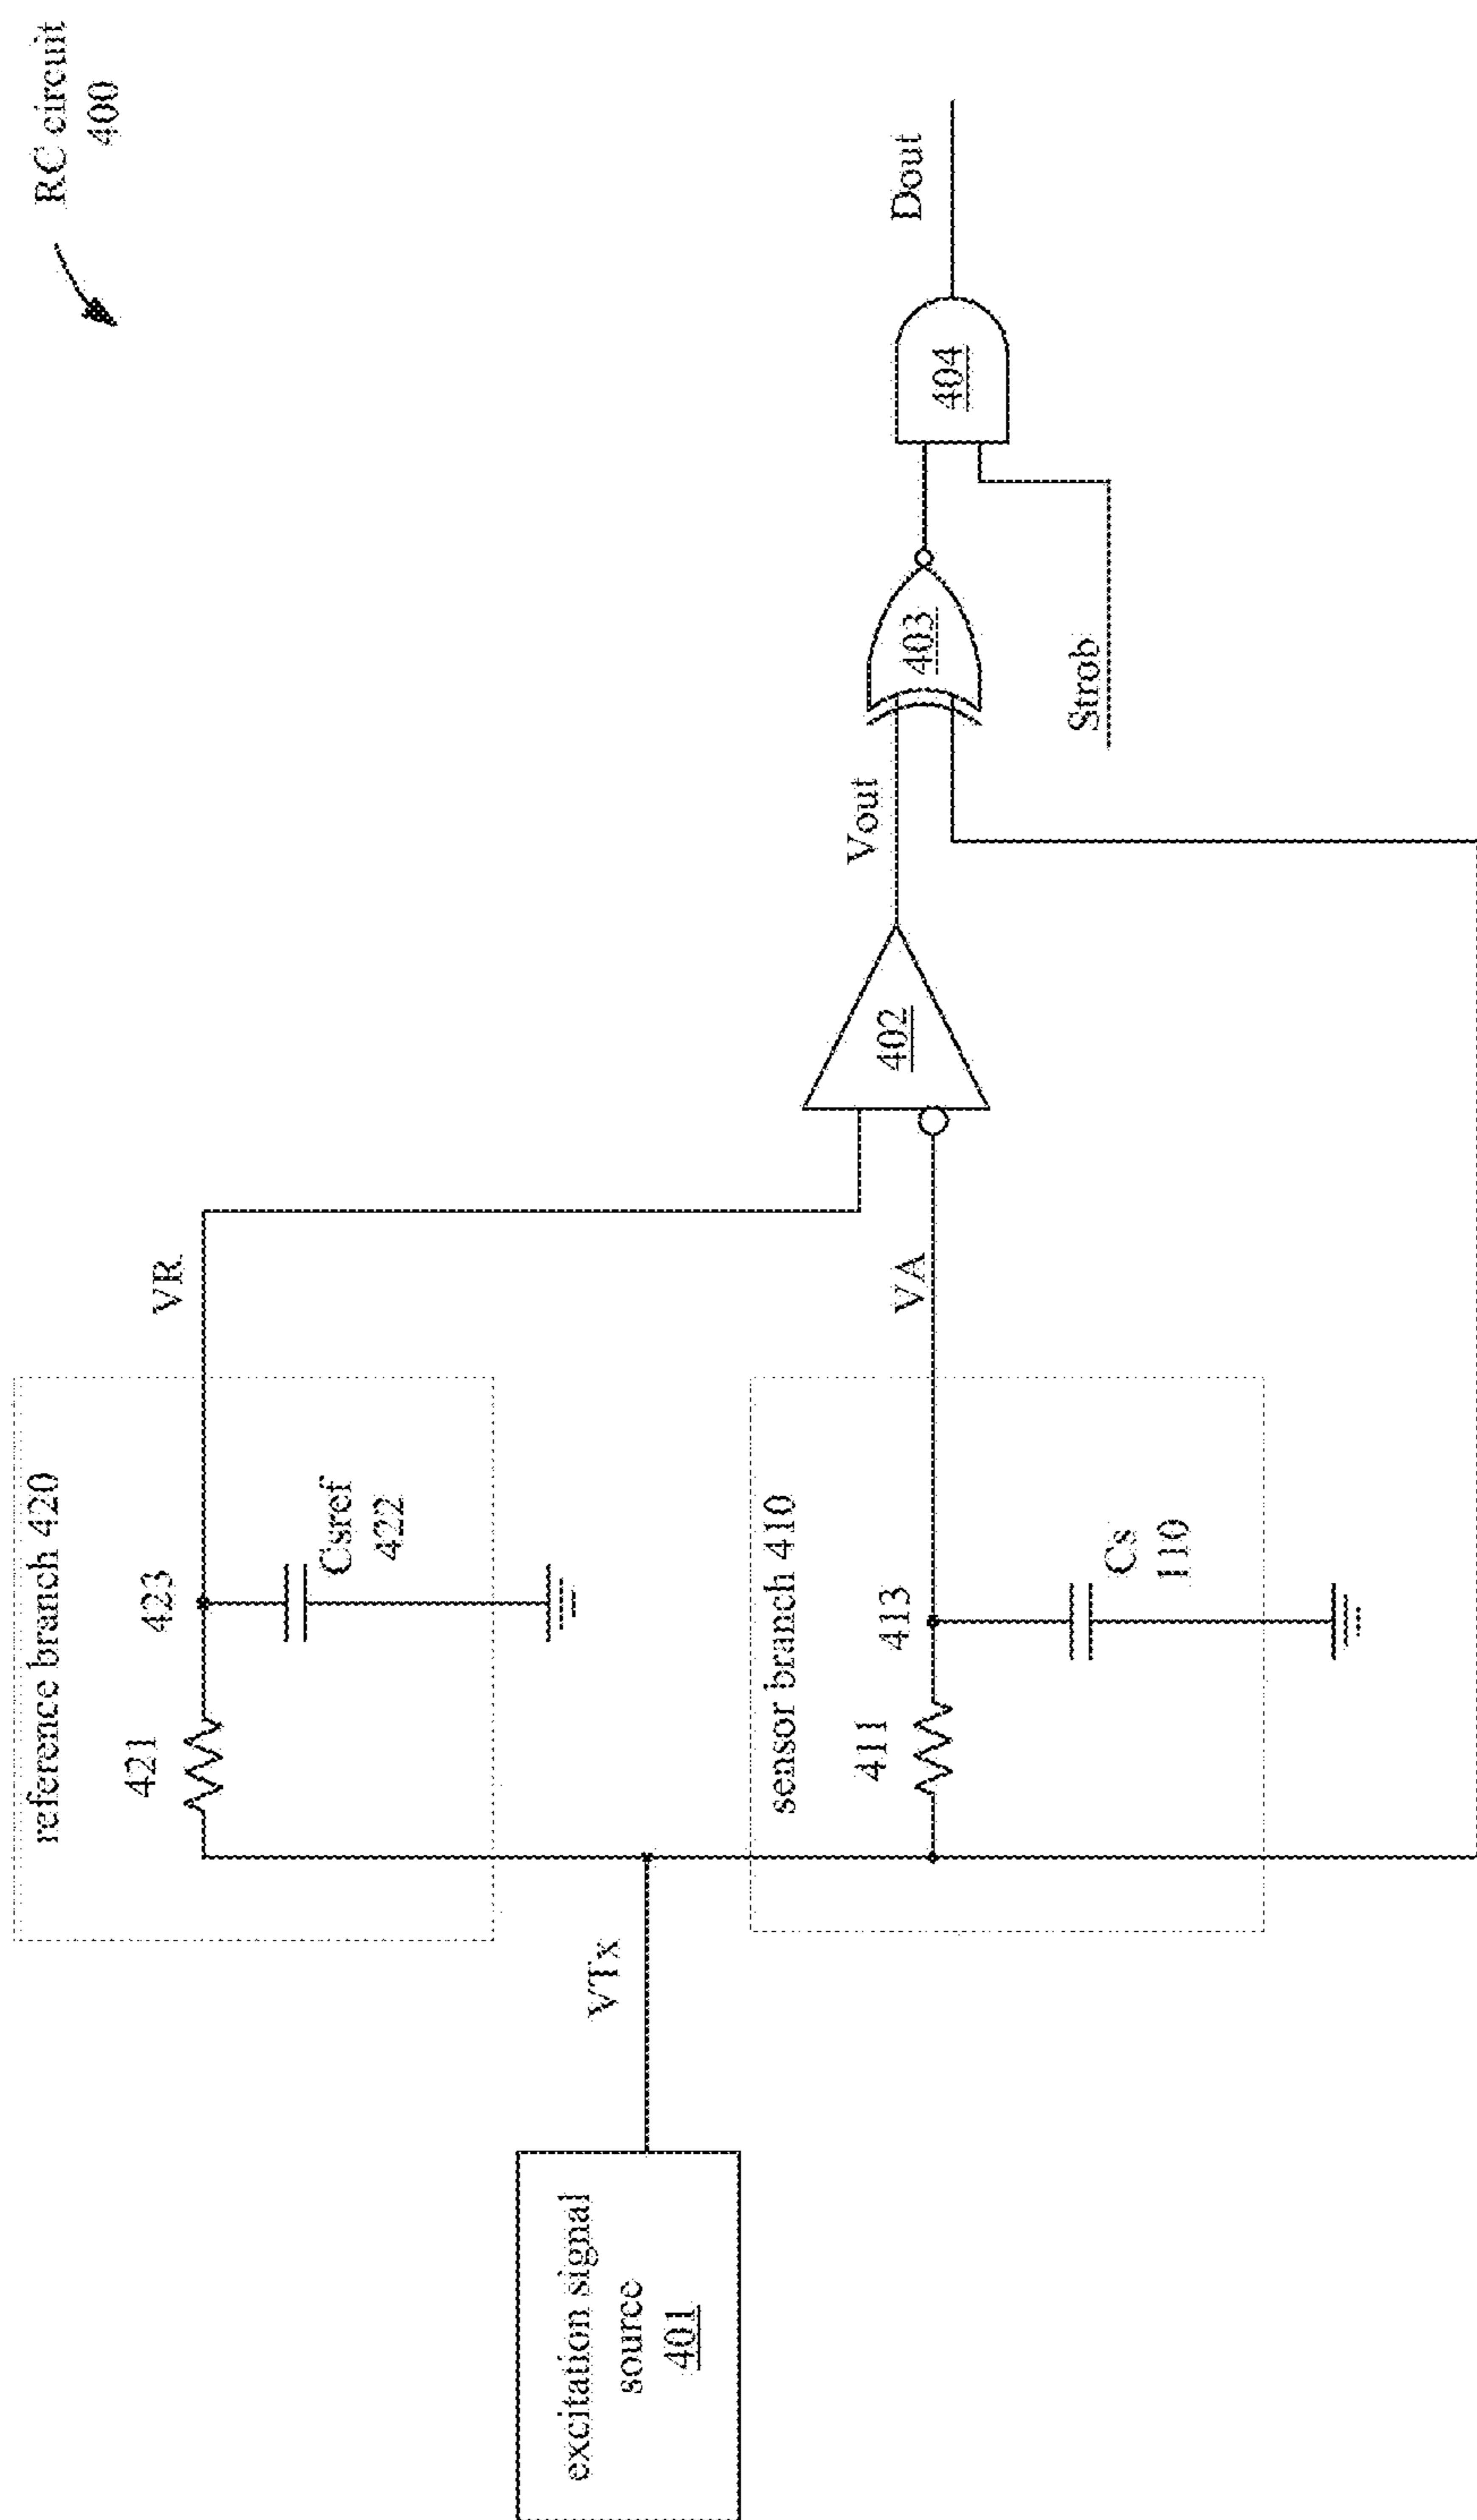 RC circuit
400
reference branch 420
421
423
Csref
422
VR
excitation signal
source
401
VTx
sensor branch 410
411
413
Cs
110
VA
402
Vout
403
Strob
404
Dout